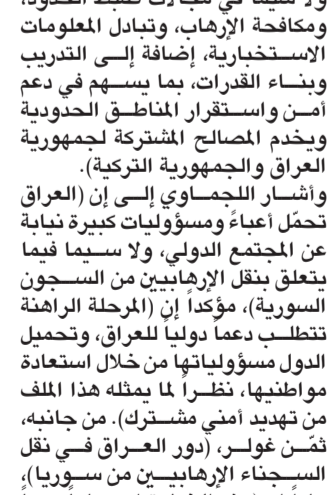 ومكافحة الإرهاب، وتبادل المعلومات
الاستخبارية، إضافة إلى التدريب
وبناء القدرات، بما يسهم في دعم
أمن واستقرار المناطق الحدودية
ويخدم المصالح المشتركة لجمهورية
العراق والجمهورية التركية).
وأشار اللجماوي إلى إن (العراق
تحمّل أعباءً ومسؤوليات كبيرة نيابة
عن المجتمع الدولي، ولا سيما فيما
يتعلق بنقل الإرهابيين من السجون
السورية)، مؤكداً إن (المرحلة الراهنة
تتطلب دعماً دولياً للعراق، وتحميل
الدول مسؤولياتها من خلال استعادة
مواطنيها، نظراً لما يمثله هذا الملف
من تهديد أمني مشترك). من جانبه،
ثمّن غولر، (دور العراق في نقل
السجناء الإرهابيين من سوريا)،